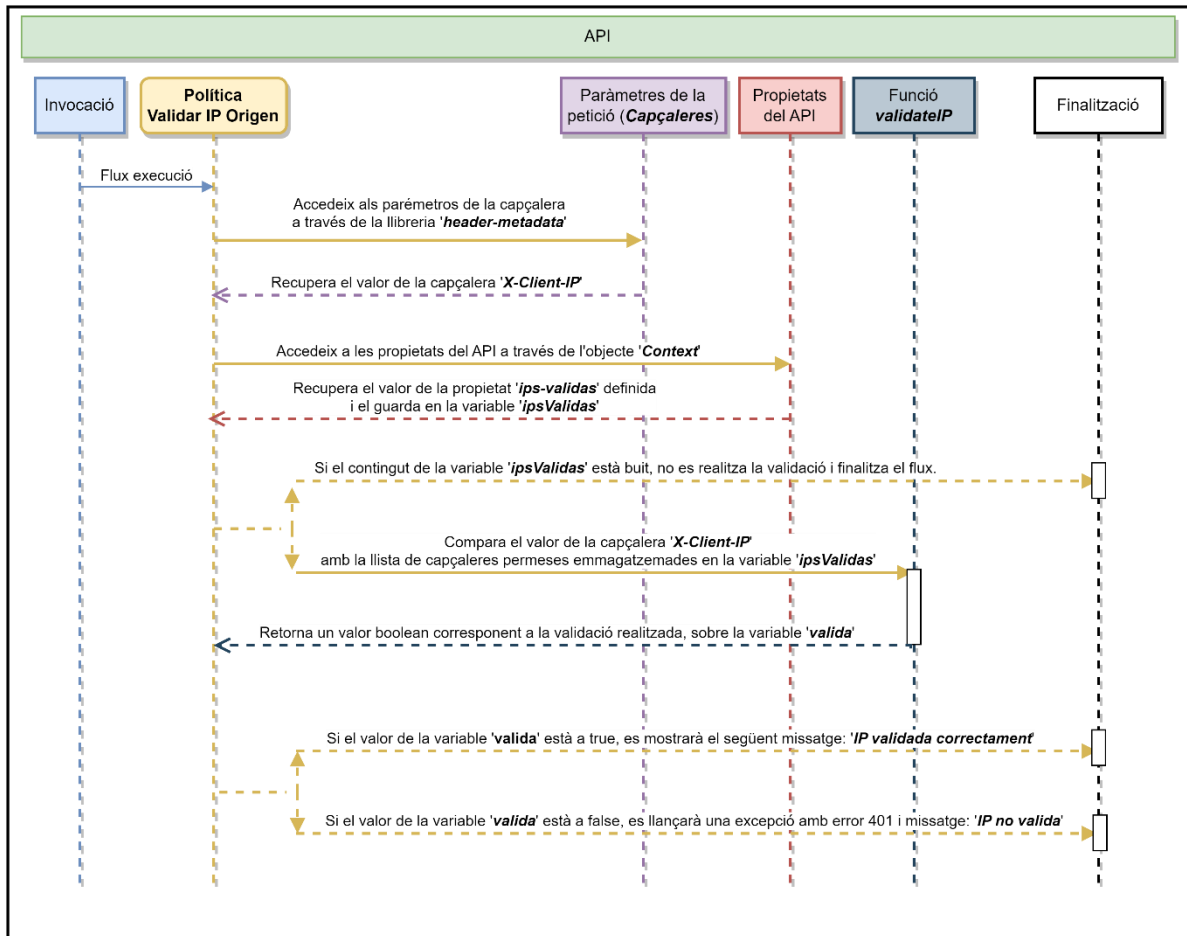 API
Invocació
Política
Validar IP Origen
Paràmetres de la
petició (Capçaleres)
Propietats
del API
Funció
validateIP
Finalització
Flux execució
Accedeix als parémetros de la capçalera
a través de la llibreria 'header-metadata'
Recupera el valor de la capçalera 'X-Client-IP'
Accedeix a les propietats del API a través de l'objecte 'Context'
Recupera el valor de la propietat 'ips-validas' definida
i el guarda en la variable 'ipsValidas'
Si el contingut de la variable 'ipsValidas' està buit, no es realitza la validació i finalitza el flux.
Compara el valor de la capçalera 'X-Client-IP'
amb la llista de capçaleres permeses emmagatzemades en la variable 'ipsValidas'
Retorna un valor boolean corresponent a la validació realitzada, sobre la variable 'valida'
Si el valor de la variable 'valida' està a true, es mostrarà el següent missatge: 'IP validada correctament'
Si el valor de la variable 'valida' està a false, es llançarà una excepció amb error 401 i missatge: 'IP no valida'